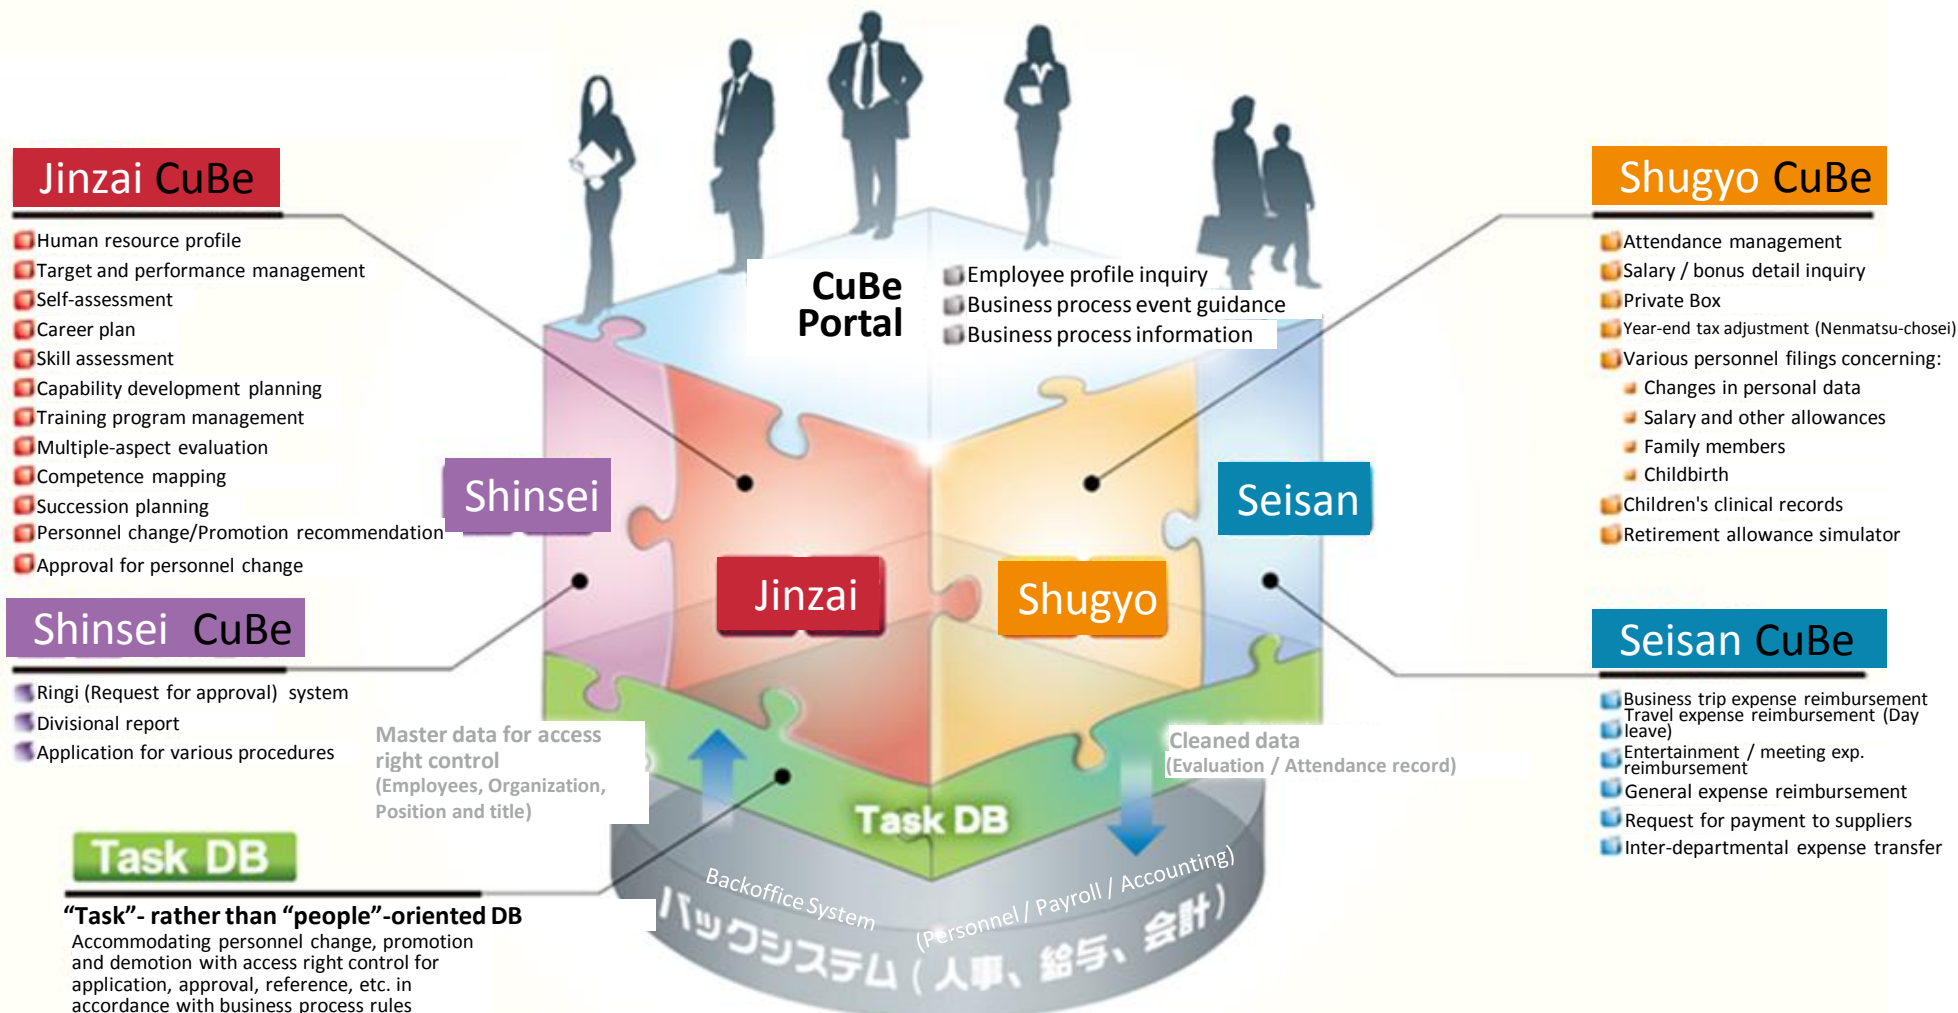 Jinzai CuBe
Human resource profile
Target and performance management
Self-assessment
Career plan
Skill assessment
Capability development planning
Training program management
Multiple-aspect evaluation
Competence mapping
Succession planning
Personnel change/Promotion recommendation
Approval for personnel change
Shinsei CuBe
Ringi (Request for approval) system
Divisional report
Application for various procedures
Task DB
“Task”- rather than “people”-oriented DB
Accommodating personnel change, promotion
and demotion with access right control for
application, approval, reference, etc. in
accordance with business process rules
CuBe
Portal
Employee profile inquiry
Business process event guidance
Business process information
Shinsei
Jinzai
Shugyo
Seisan
Master data for access
right control
(Employees, Organization,
Position and title)
Cleaned data
(Evaluation / Attendance record)
Task DB
Backoffice System (Personnel / Payroll / Accounting)
バックシステム ( 人事、給与、会計 )
Shugyo CuBe
Attendance management
Salary / bonus detail inquiry
Private Box
Year-end tax adjustment (Nenmatsu-chosei)
Various personnel filings concerning:
Changes in personal data
Salary and other allowances
Family members
Childbirth
Children's clinical records
Retirement allowance simulator
Seisan CuBe
Business trip expense reimbursement
Travel expense reimbursement (Day
leave)
Entertainment / meeting exp.
reimbursement
General expense reimbursement
Request for payment to suppliers
Inter-departmental expense transfer